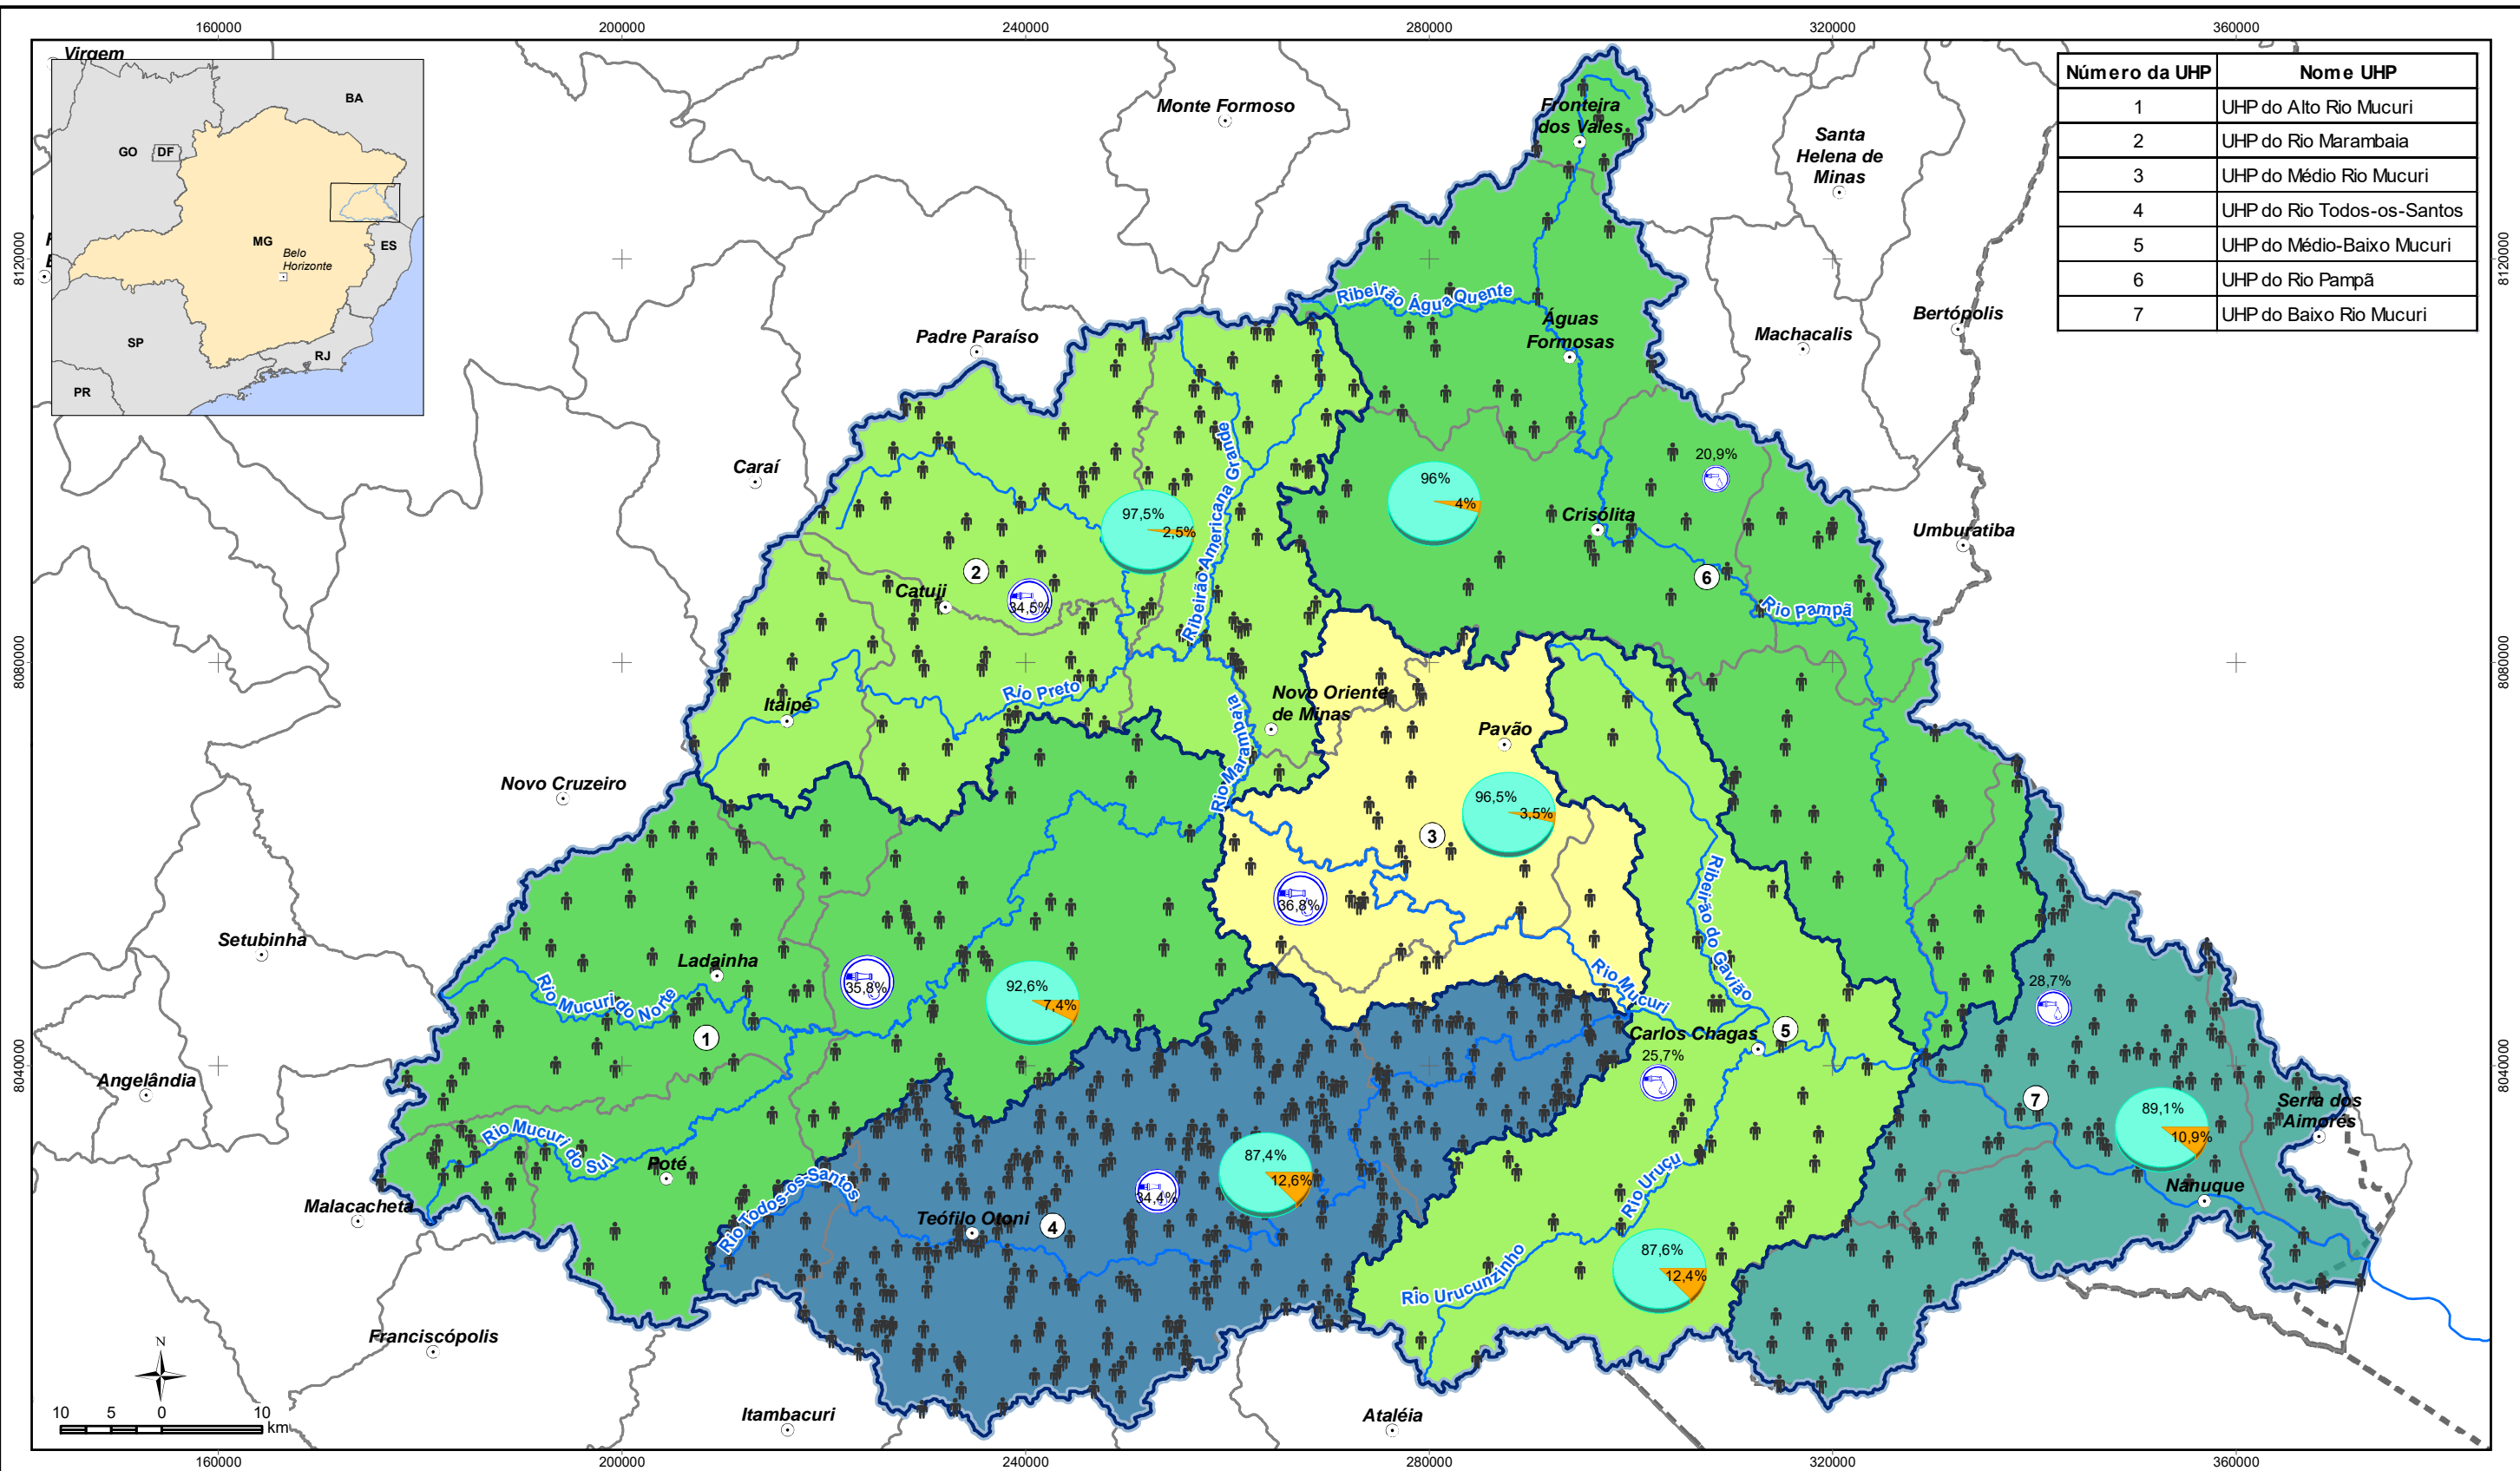 160000
200000
240000
280000
320000
360000
Virgem
BA
GO
DF
MG
Belo
Horizonte
ES
SP
RJ
PR
Número da UHP
Nome UHP
1
UHP do Alto Rio Mucuri
2
UHP do Rio Marambaia
3
UHP do Médio Rio Mucuri
4
UHP do Rio Todos-os-Santos
5
UHP do Médio-Baixo Mucuri
6
UHP do Rio Pampã
7
UHP do Baixo Rio Mucuri
Monte Formoso
Fronteira
dos Vales
Santa
Helena de
Minas
8120000
8120000
Ribeirão Água Quente
Águas
Formosas
Machacalis
Bertópolis
Padre Paraíso
Caraí
Ribeirão Americana Grande
20,9%
96%
4%
97,5%
2,5%
Crisólita
Umburatiba
2
6
Catuji
34,5%
Rio Pampã
8080000
8080000
Rio Preto
Itaipé
Novo Oriente
de Minas
Rio Marambaia
Pavão
Novo Cruzeiro
96,5%
3,5%
3
36,8%
Ribeirão do Gavião
Setubinha
Ladainha
35,8%
Rio Mucuri do Norte
92,6%
7,4%
Rio Mucuri
28,7%
1
Carlos Chagas
5
25,7%
8040000
8040000
Angelândia
7
89,1%
10,9%
Serra dos
Aimorés
Rio Mucuri
do Sul
Poté
87,4%
12,6%
34,4%
Rio Uruçu
Nanuque
Malacacheta
Rio Todos-os-Santos
Teófilo Otoni
4
87,6%
12,4%
Rio Urucunzinho
Franciscópolis
N
10
5
0
10
km
Itambacuri
Ataléia
160000
200000
240000
280000
320000
360000